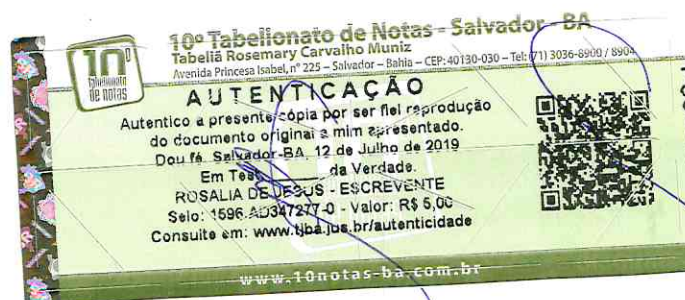 10º Tabelionato de Notas - Salvador - BA
Tabeliã Rosemary Carvalho Muniz
Avenida Princesa Isabel, nº 225 – Salvador – Bahia – CEP: 40130-030 – Tel: (71) 3036-8900 / 8904
10º
tabelionato
de notas
AUTENTICAÇÃO
Autentico a presente cópia por ser fiel reprodução
do documento original a mim apresentado.
Dou fé. Salvador-BA, 12 de Julho de 2019
Em Test ______ da Verdade.
ROSALIA DE JESUS - ESCREVENTE
Selo: 1596.AD347277-0 - Valor: R$ 5,00
Consulte em: www.tjba.jus.br/autenticidade
www.10notas-ba.com.br